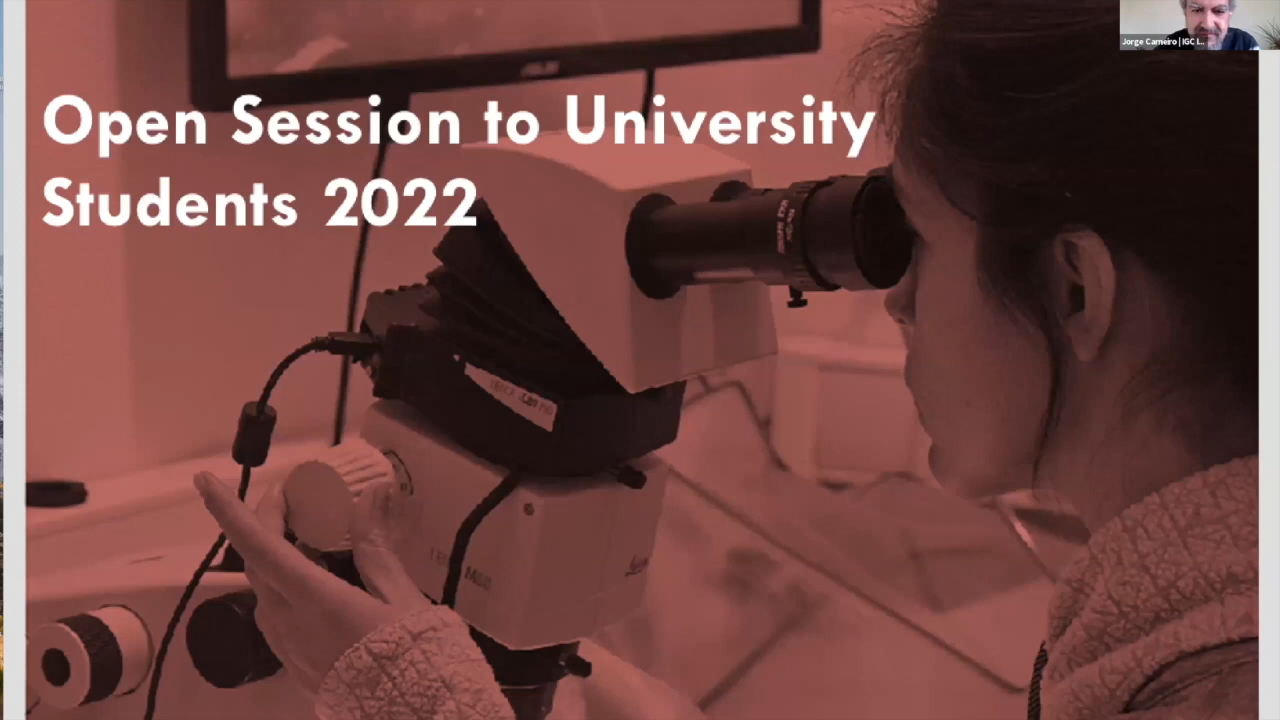 Jorge Carneiro | IGC I...
Open Session to University
Students 2022